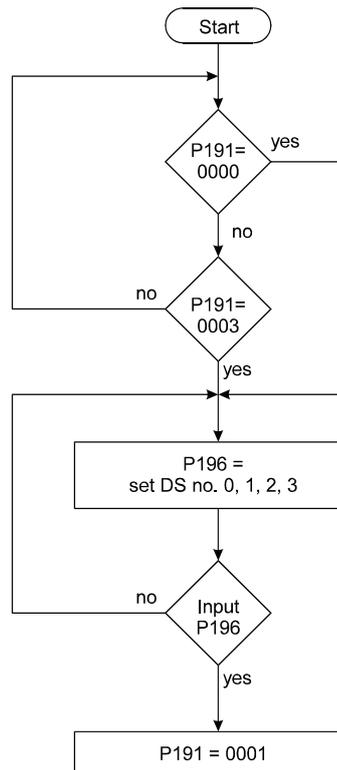 Start
P191=
0000
yes
no
P191=
0003
no
yes
P196 =
set DS no. 0, 1, 2, 3
Input
P196
no
yes
P191 = 0001